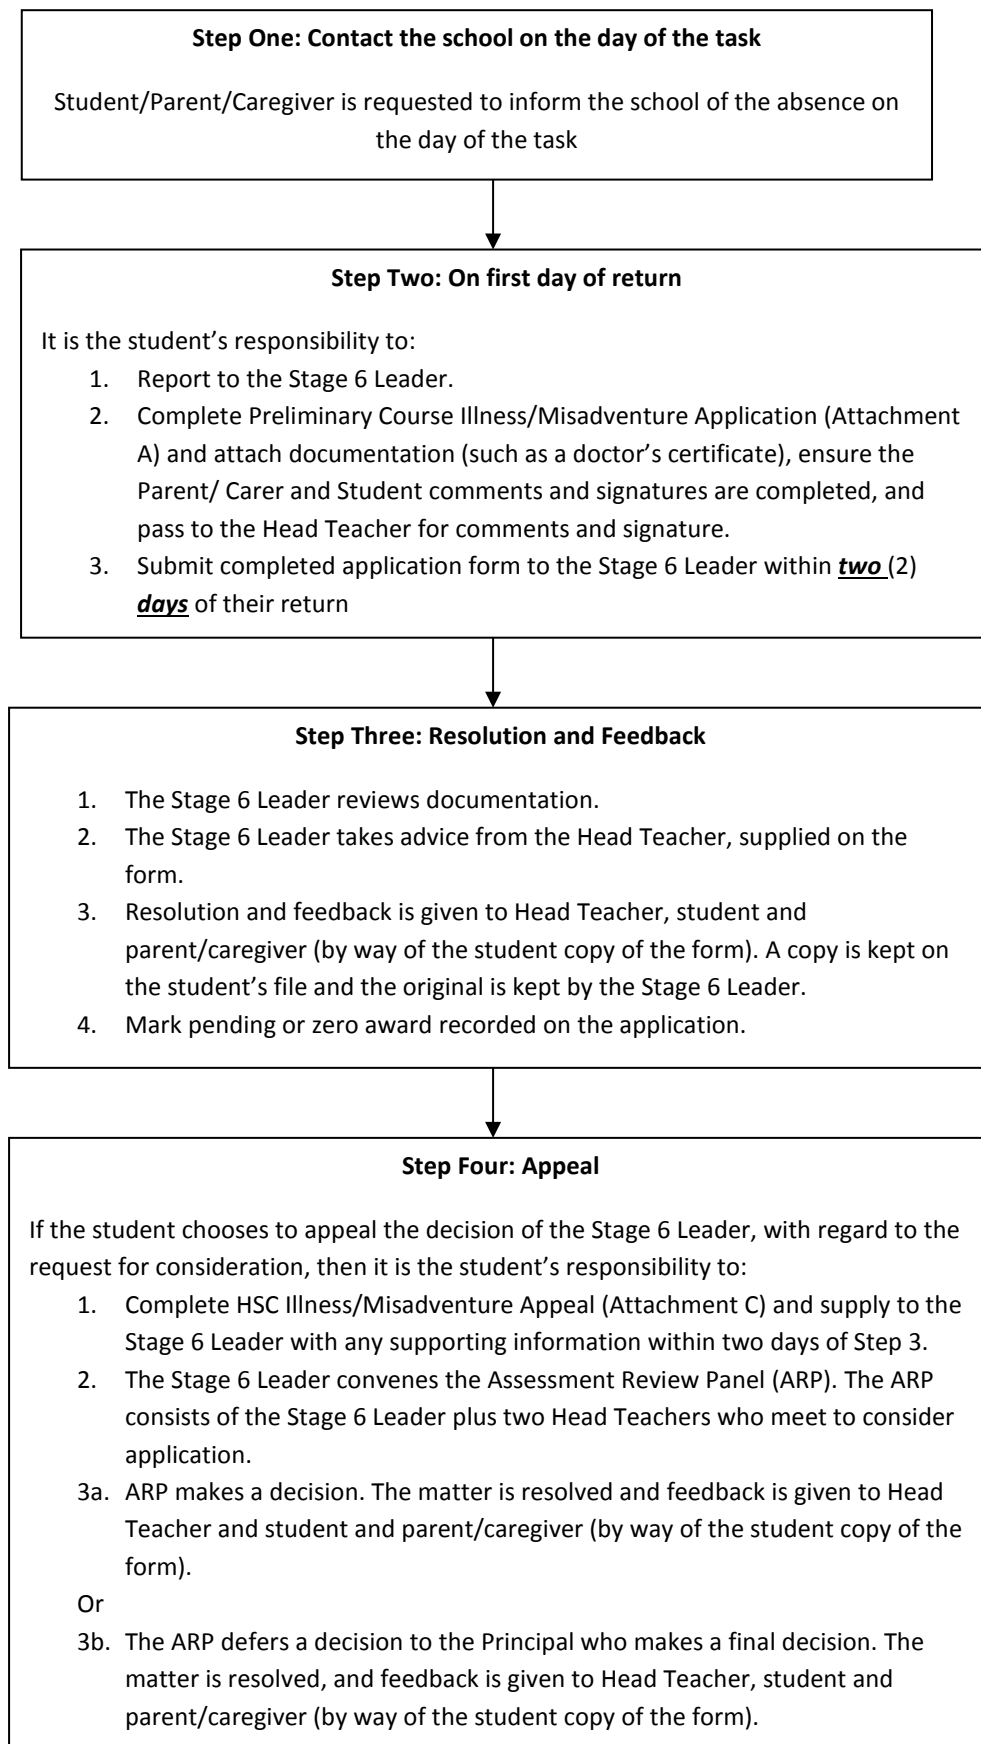 Step One: Contact the school on the day of the task
Student/Parent/Caregiver is requested to inform the school of the absence on
the day of the task
Step Two: On first day of return
It is the student’s responsibility to:
1. Report to the Stage 6 Leader.
2. Complete Preliminary Course Illness/Misadventure Application (Attachment
A) and attach documentation (such as a doctor’s certificate), ensure the
Parent/ Carer and Student comments and signatures are completed, and
pass to the Head Teacher for comments and signature.
3. Submit completed application form to the Stage 6 Leader within two (2)
days of their return
Step Three: Resolution and Feedback
1. The Stage 6 Leader reviews documentation.
2. The Stage 6 Leader takes advice from the Head Teacher, supplied on the
form.
3. Resolution and feedback is given to Head Teacher, student and
parent/caregiver (by way of the student copy of the form). A copy is kept on
the student’s file and the original is kept by the Stage 6 Leader.
4. Mark pending or zero award recorded on the application.
Step Four: Appeal
If the student chooses to appeal the decision of the Stage 6 Leader, with regard to the
request for consideration, then it is the student’s responsibility to:
1. Complete HSC Illness/Misadventure Appeal (Attachment C) and supply to the
Stage 6 Leader with any supporting information within two days of Step 3.
2. The Stage 6 Leader convenes the Assessment Review Panel (ARP). The ARP
consists of the Stage 6 Leader plus two Head Teachers who meet to consider
application.
3a. ARP makes a decision. The matter is resolved and feedback is given to Head
Teacher and student and parent/caregiver (by way of the student copy of the
form).
Or
3b. The ARP defers a decision to the Principal who makes a final decision. The
matter is resolved, and feedback is given to Head Teacher, student and
parent/caregiver (by way of the student copy of the form).